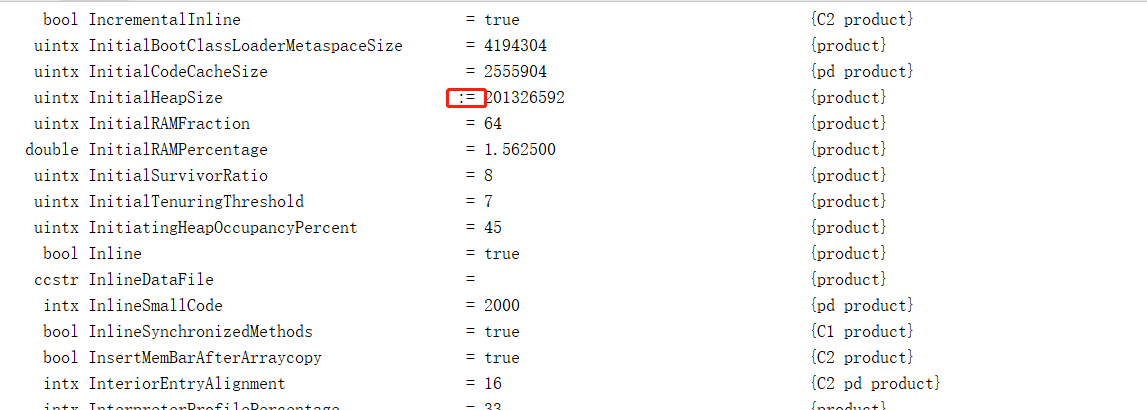 bool IncrementalInline = true {C2 product}
uintx InitialBootClassLoaderMetaspaceSize = 4194304 {product}
uintx InitialCodeCacheSize = 2555904 {pd product}
uintx InitialHeapSize := 201326592 {product}
uintx InitialRAMFraction = 64 {product}
double InitialRAMPercentage = 1.562500 {product}
uintx InitialSurvivorRatio = 8 {product}
uintx InitialTenuringThreshold = 7 {product}
uintx InitiatingHeapOccupancyPercent = 45 {product}
bool Inline = true {product}
ccstr InlineDataFile = {product}
intx InlineSmallCode = 2000 {pd product}
bool InlineSynchronizedMethods = true {C1 product}
bool InsertMemBarAfterArraycopy = true {C2 product}
intx InteriorEntryAlignment = 16 {C2 pd product}
intx InterpreterProfilePercentage = 33 {product}